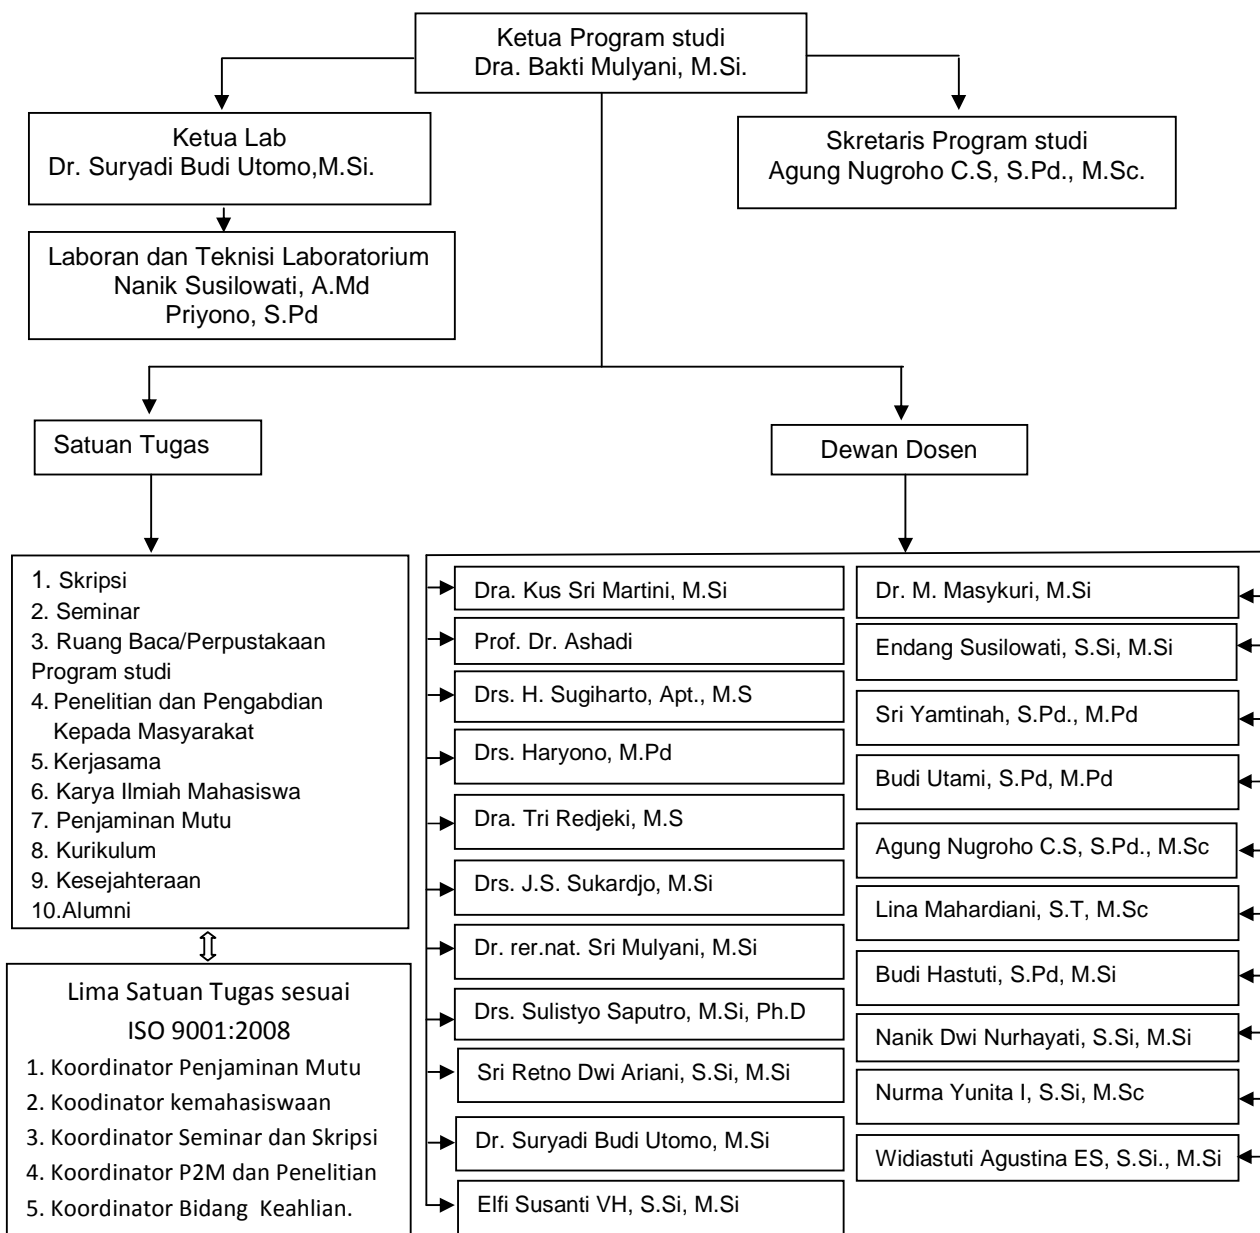 Ketua Program studi
Dra. Bakti Mulyani, M.Si.
Ketua Lab
Dr. Suryadi Budi Utomo,M.Si.
Skretaris Program studi
Agung Nugroho C.S, S.Pd., M.Sc.
Laboran dan Teknisi Laboratorium
Nanik Susilowati, A.Md
Priyono, S.Pd
Satuan Tugas
Dewan Dosen
1. Skripsi
2. Seminar
3. Ruang Baca/Perpustakaan
Program studi
4. Penelitian dan Pengabdian
Kepada Masyarakat
5. Kerjasama
6. Karya Ilmiah Mahasiswa
7. Penjaminan Mutu
8. Kurikulum
9. Kesejahteraan
10.Alumni
Lima Satuan Tugas sesuai
ISO 9001:2008
1. Koordinator Penjaminan Mutu
2. Koodinator kemahasiswaan
3. Koordinator Seminar dan Skripsi
4. Koordinator P2M dan Penelitian
5. Koordinator Bidang Keahlian.
Dra. Kus Sri Martini, M.Si
Prof. Dr. Ashadi
Drs. H. Sugiharto, Apt., M.S
Drs. Haryono, M.Pd
Dra. Tri Redjeki, M.S
Drs. J.S. Sukardjo, M.Si
Dr. rer.nat. Sri Mulyani, M.Si
Drs. Sulistyo Saputro, M.Si, Ph.D
Sri Retno Dwi Ariani, S.Si, M.Si
Dr. Suryadi Budi Utomo, M.Si
Elfi Susanti VH, S.Si, M.Si
Dr. M. Masykuri, M.Si
Endang Susilowati, S.Si, M.Si
Sri Yamtinah, S.Pd., M.Pd
Budi Utami, S.Pd, M.Pd
Agung Nugroho C.S, S.Pd., M.Sc
Lina Mahardiani, S.T, M.Sc
Budi Hastuti, S.Pd, M.Si
Nanik Dwi Nurhayati, S.Si, M.Si
Nurma Yunita I, S.Si, M.Sc
Widiastuti Agustina ES, S.Si., M.Si